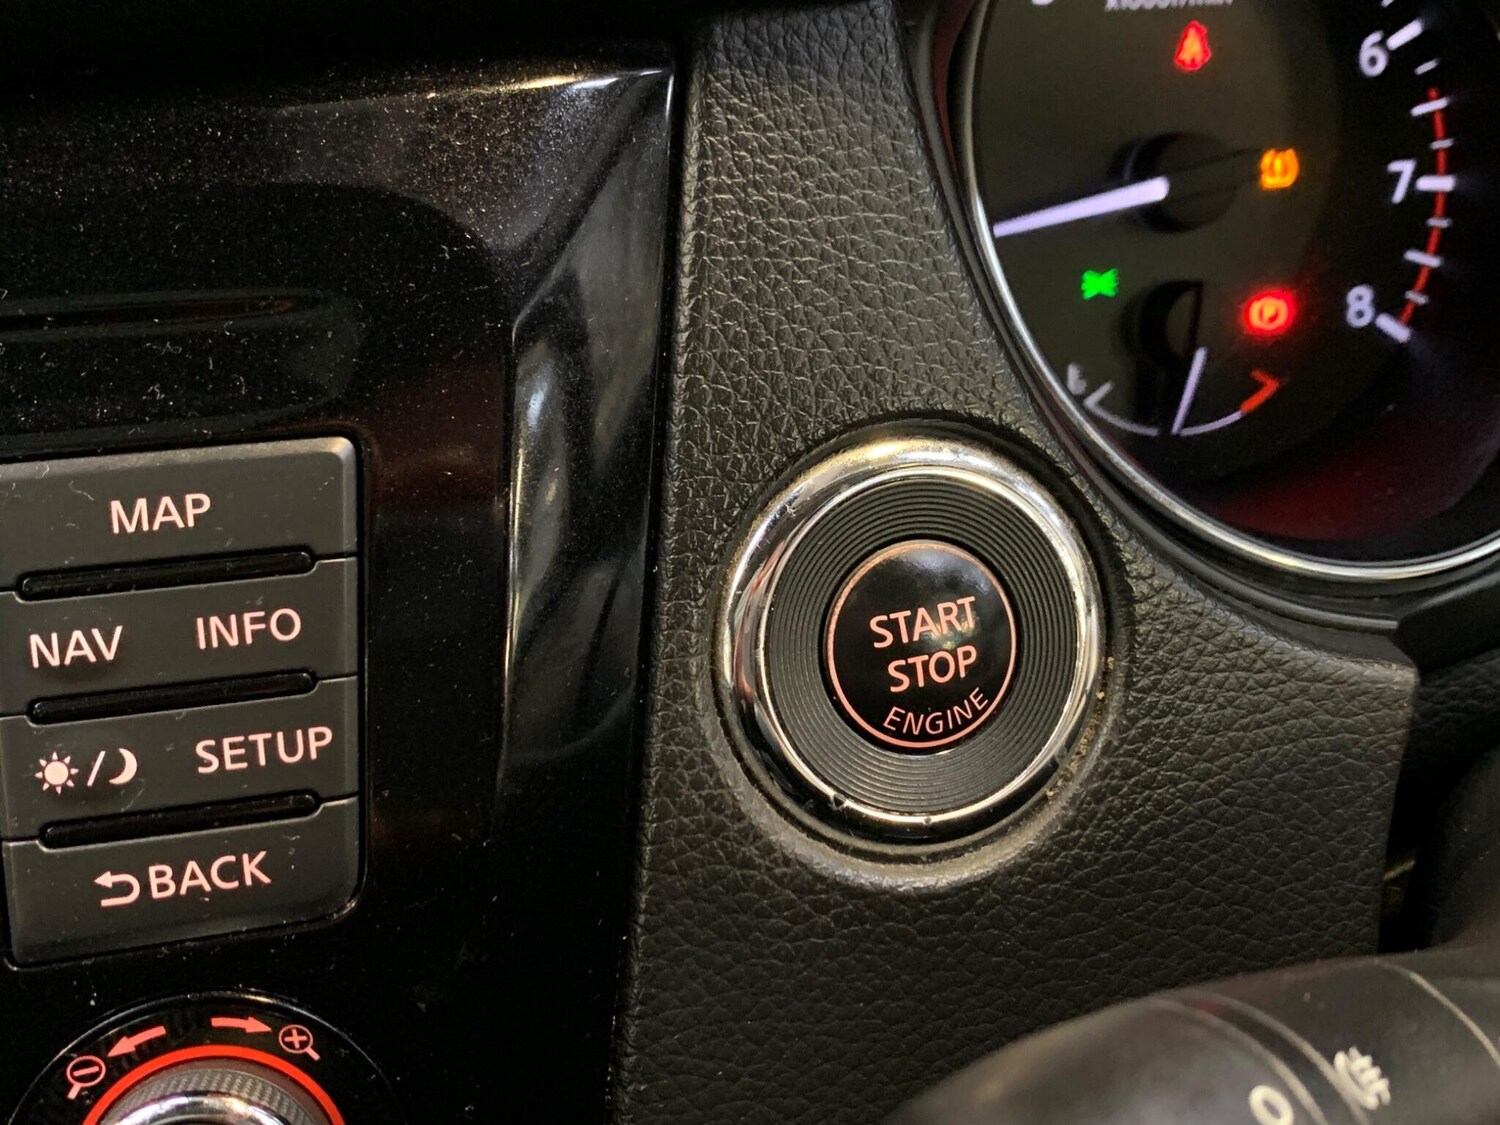 6
7
8
MAP
NAV INFO
SETUP
BACK
START
STOP
ENGINE
P